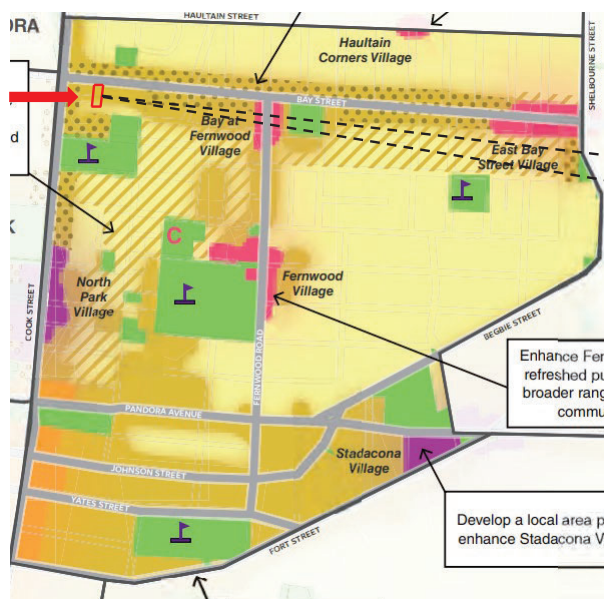 HAULTAIN STREET
ORA
Haultain
Corners Village
SHELBOURNE STREET
BAY STREET
d
Bay at
Fernwood
Village
East Bay
Street Village
C
North
Park
Village
Fernwood
Village
COOK STREET
FERNWOOD ROAD
BEGBIE STREET
Enhance Fer
refreshed pu
broader rang
commu
PANDORA AVENUE
Stadacona
Village
JOHNSON STREET
YATES STREET
FORT STREET
Develop a local area p
enhance Stadacona V